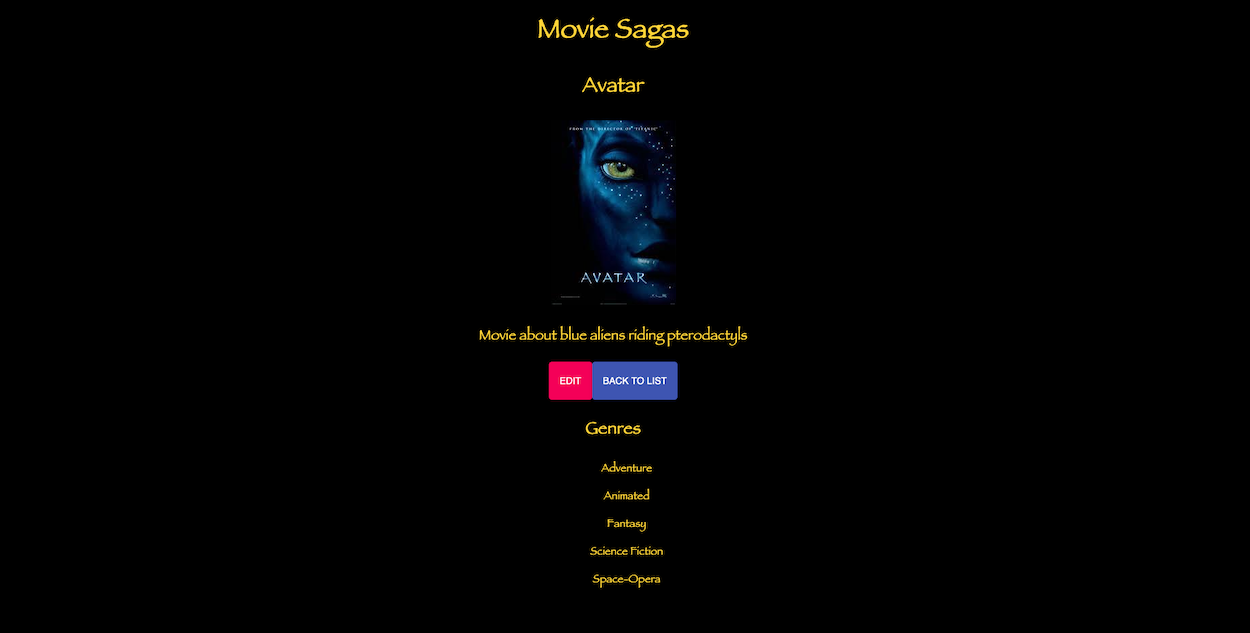 Movie Sagas
Avatar
FROM THE DIRECTOR OF "TITANIC"
AVATAR
Movie about blue aliens riding pterodactyls
EDIT BACK TO LIST
Genres
Adventure
Animated
Fantasy
Science Fiction
Space-Opera